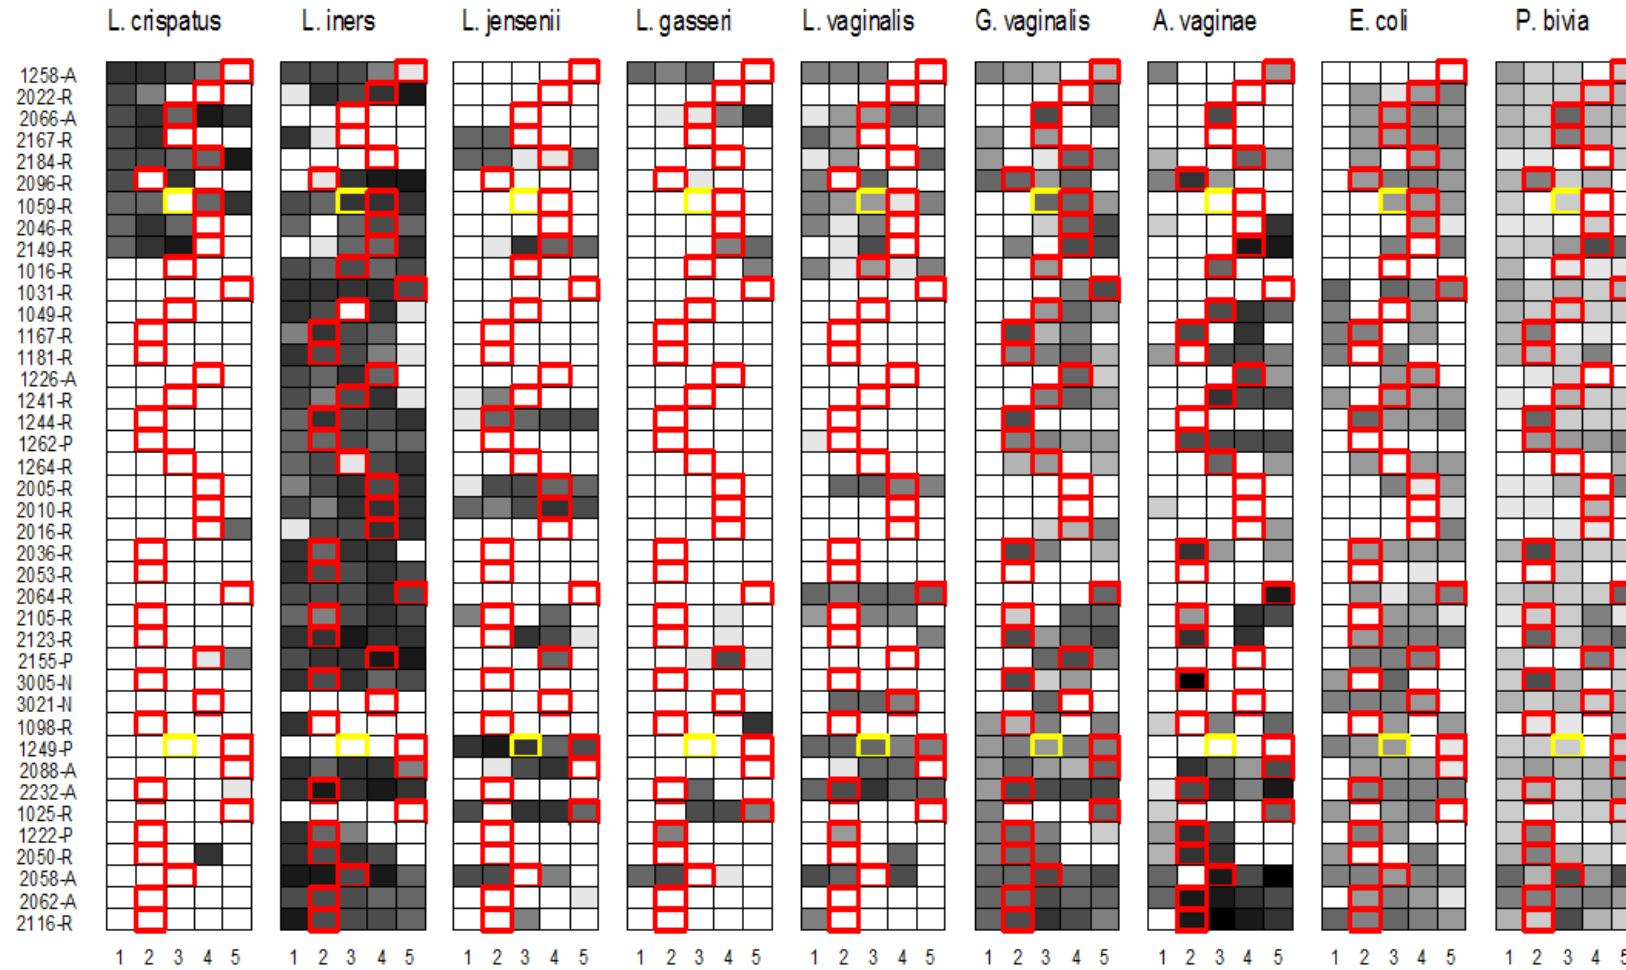 L. crispatus L. iners L. jensenii L. gasseri L. vaginalis G. vaginalis A. vaginae E. coli P. bivia
1258-A
2022-R
2066-A
2167-R
2184-R
2096-R
1059-R
2046-R
2149-R
1016-R
1031-R
1049-R
1167-R
1181-R
1226-A
1241-R
1244-R
1262-P
1264-R
2005-R
2010-R
2016-R
2036-R
2053-R
2064-R
2105-R
2123-R
2155-P
3005-N
3021-N
1098-R
1249-P
2088-A
2232-A
1025-R
1222-P
2050-R
2058-A
2062-A
2116-R
1 2 3 4 5 1 2 3 4 5 1 2 3 4 5 1 2 3 4 5 1 2 3 4 5 1 2 3 4 5 1 2 3 4 5 1 2 3 4 5 1 2 3 4 5